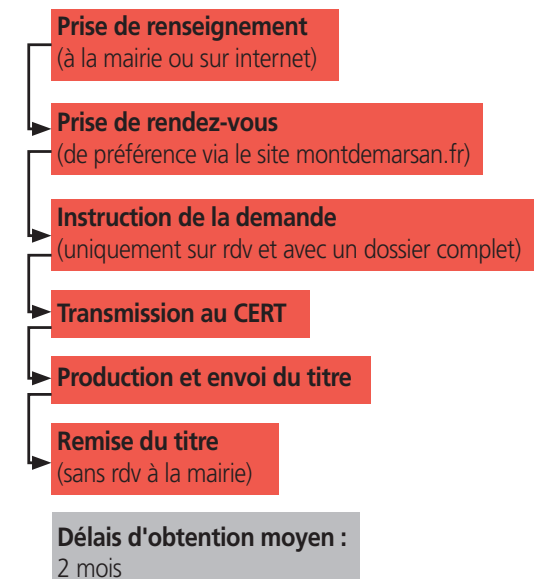 Prise de renseignement
(à la mairie ou sur internet)
Prise de rendez-vous
(de préférence via le site montdemarsan.fr)
Instruction de la demande
(uniquement sur rdv et avec un dossier complet)
Transmission au CERT
Production et envoi du titre
Remise du titre
(sans rdv à la mairie)
Délais d'obtention moyen :
2 mois